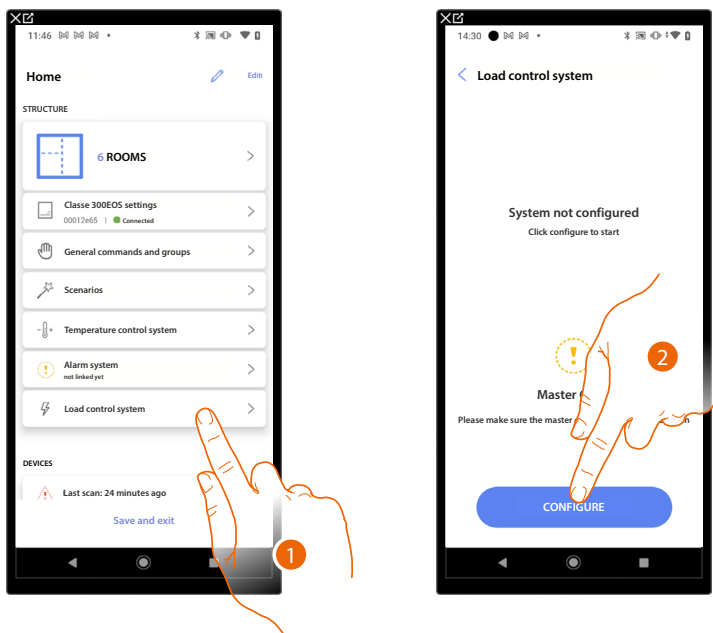 11:46
Home
Edit
STRUCTURE
6 ROOMS
Classe 300EOS settings
00012e65 | Connected
General commands and groups
Scenarios
Temperature control system
Alarm system
not linked yet
Load control system
DEVICES
Last scan: 24 minutes ago
Save and exit
1
14:30
Load control system
System not configured
Click configure to start
2
Master
Please make sure the master
CONFIGURE